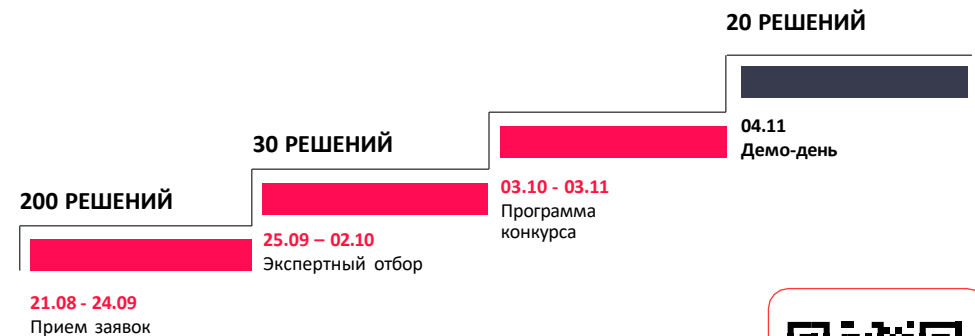 20 РЕШЕНИЙ
04.11
Демо-день
30 РЕШЕНИЙ
03.10 - 03.11
Программа
конкурса
200 РЕШЕНИЙ
25.09 – 02.10
Экспертный отбор
21.08 - 24.09
Прием заявок